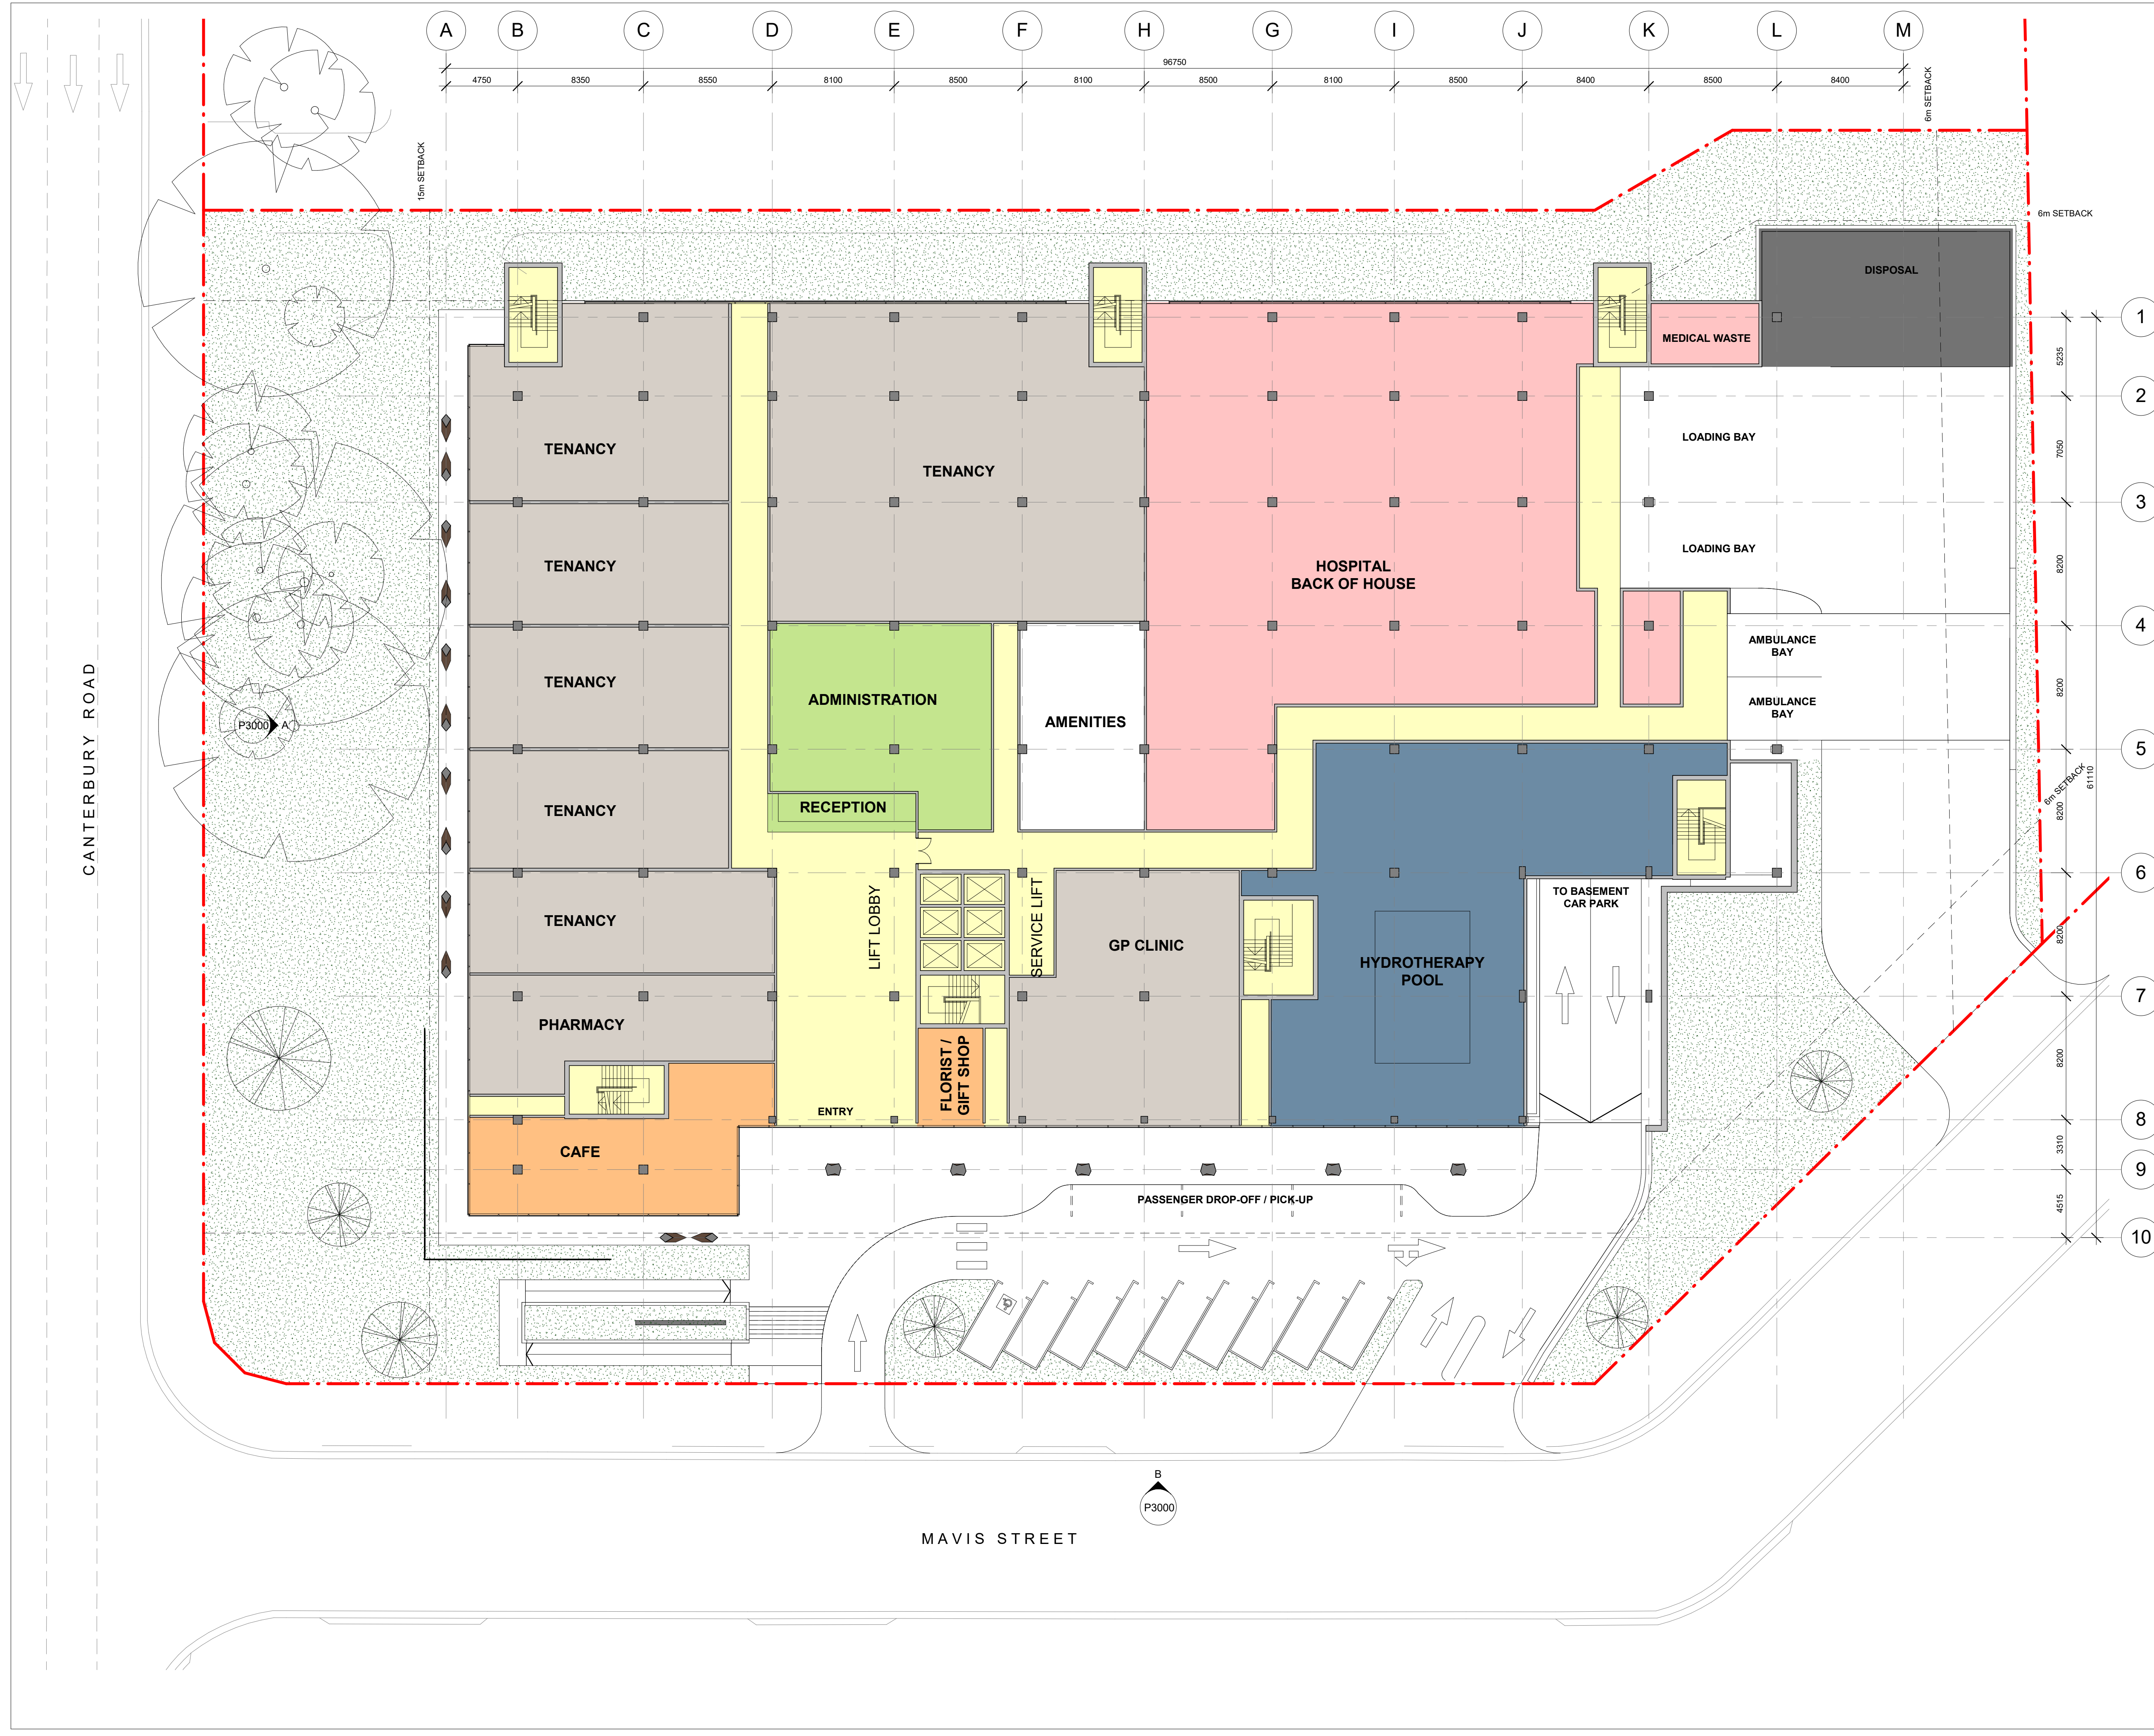 A B C D E F H G I J K L M
96750
4750 8350 8550 8100 8500 8100 8500 8100 8500 8400 8500 8400
6m SETBACK
15m SETBACK
6m SETBACK
DISPOSAL
1
MEDICAL WASTE
5235
2
LOADING BAY
TENANCY
TENANCY
7050
3
LOADING BAY
TENANCY
HOSPITAL
BACK OF HOUSE
8200
4
AMBULANCE
BAY
TENANCY
ADMINISTRATION
8200
AMBULANCE
BAY
AMENITIES
CANTERBURY ROAD
P3000 A
5
61110
6m SETBACK
RECEPTION
TENANCY
8200
6
TO BASEMENT
CAR PARK
TENANCY
LIFT LOBBY
SERVICE LIFT
GP CLINIC
8200
HYDROTHERAPY
POOL
7
PHARMACY
FLORIST /
GIFT SHOP
8200
ENTRY
8
CAFE
3310
9
PASSENGER DROP-OFF / PICK-UP
4515
10
B
P3000
MAVIS STREET